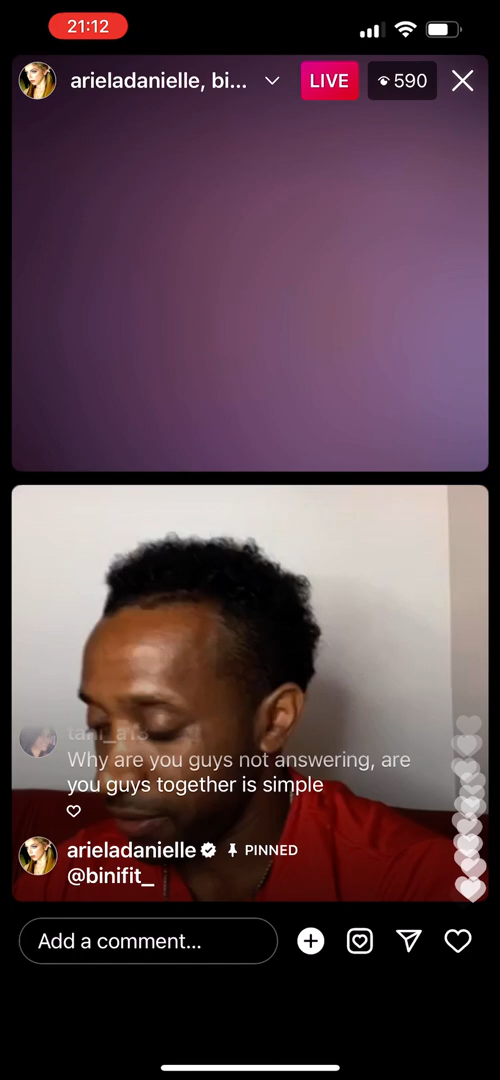 21:12
arieladanielle, bi...
LIVE
590
tani_a13
Why are you guys not answering, are
you guys together is simple
arieladanielle PINNED
@binifit_
Add a comment...